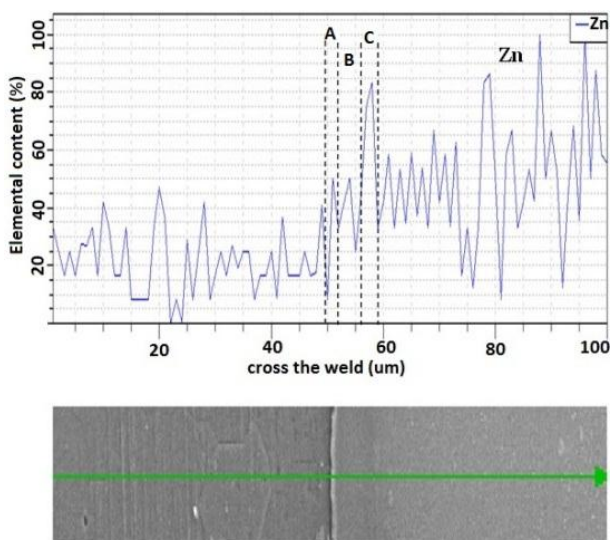 Zn
100
80
60
40
20
Elemental content (%)
A
B
C
Zn
20
40
60
80
100
cross the weld (um)